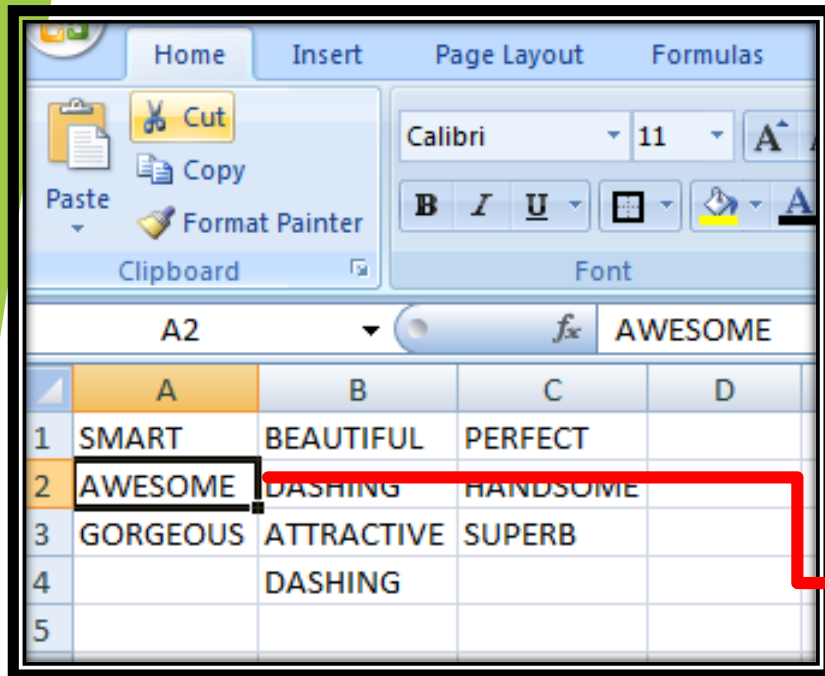 Home Insert Page Layout Formulas
Cut
Copy
Paste
Format Painter
Calibri 11 A
B I U A
Clipboard Font
A2 fx AWESOME
A B C D
1 SMART BEAUTIFUL PERFECT
2 AWESOME DASHING HANDSOME
3 GORGEOUS ATTRACTIVE SUPERB
4 DASHING
5